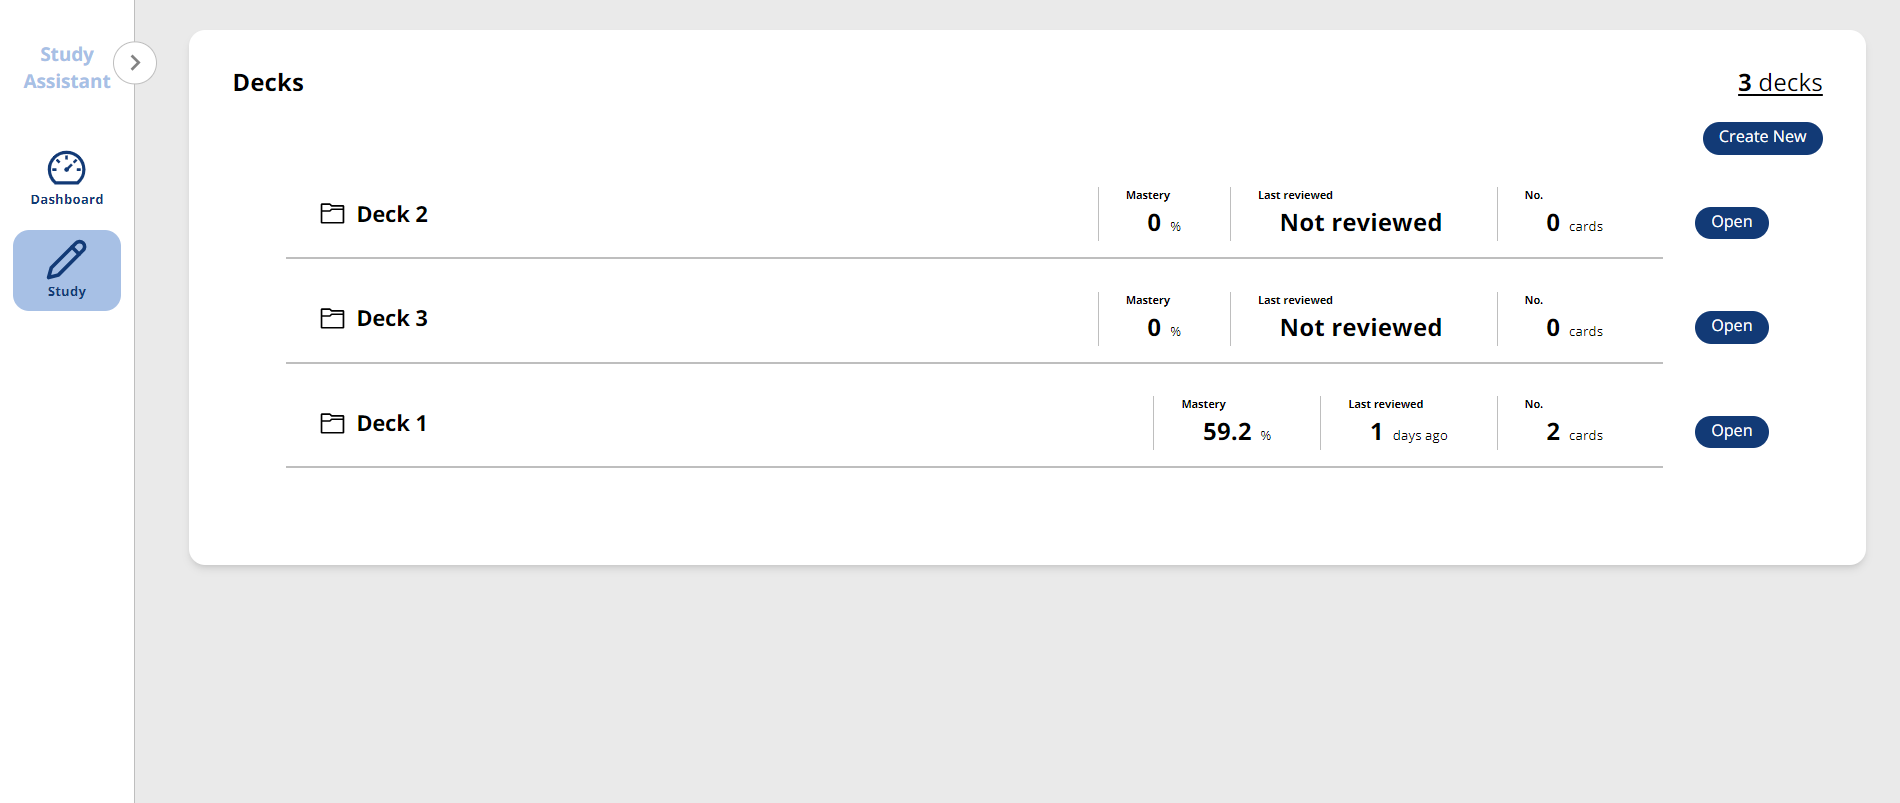 Study
Assistant
Dashboard
Study
Decks
3 decks
Create New
Deck 2
Mastery
0 %
Last reviewed
Not reviewed
No.
0 cards
Open
Deck 3
Mastery
0 %
Last reviewed
Not reviewed
No.
0 cards
Open
Deck 1
Mastery
59.2 %
Last reviewed
1 days ago
No.
2 cards
Open